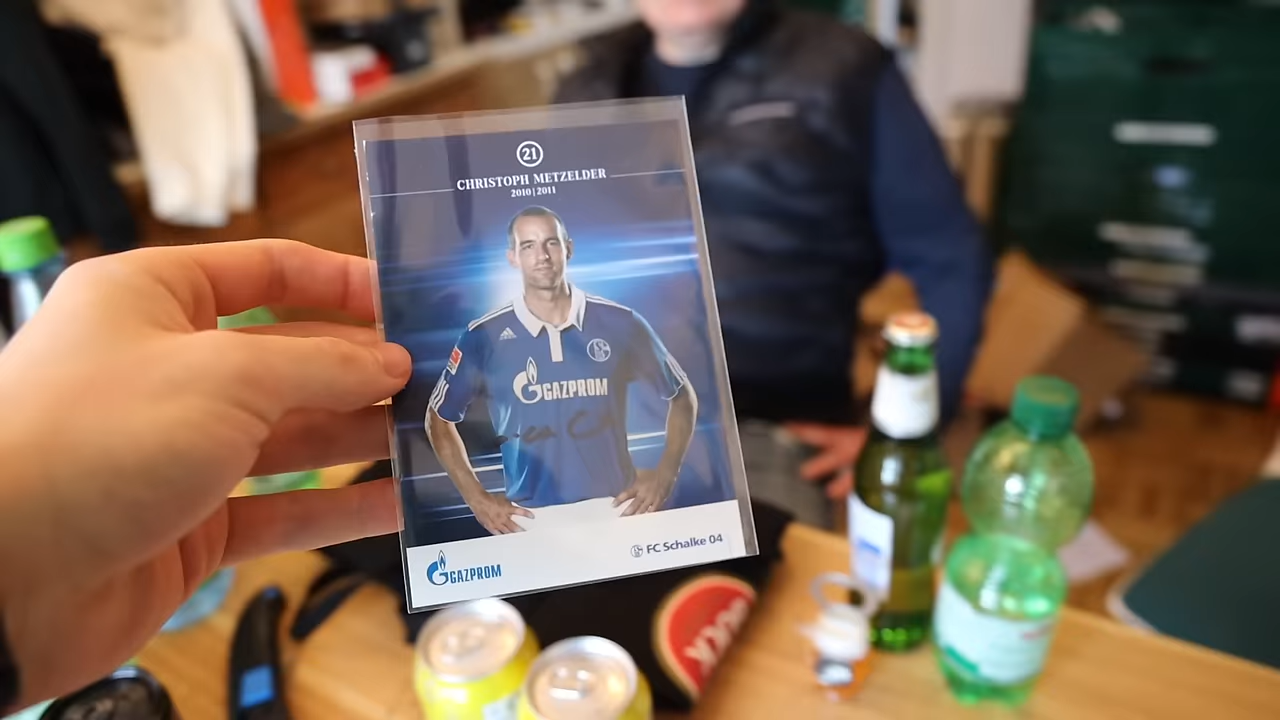 21
CHRISTOPH METZELDER
2010|2011
GAZPROM
GAZPROM
FC Schalke 04